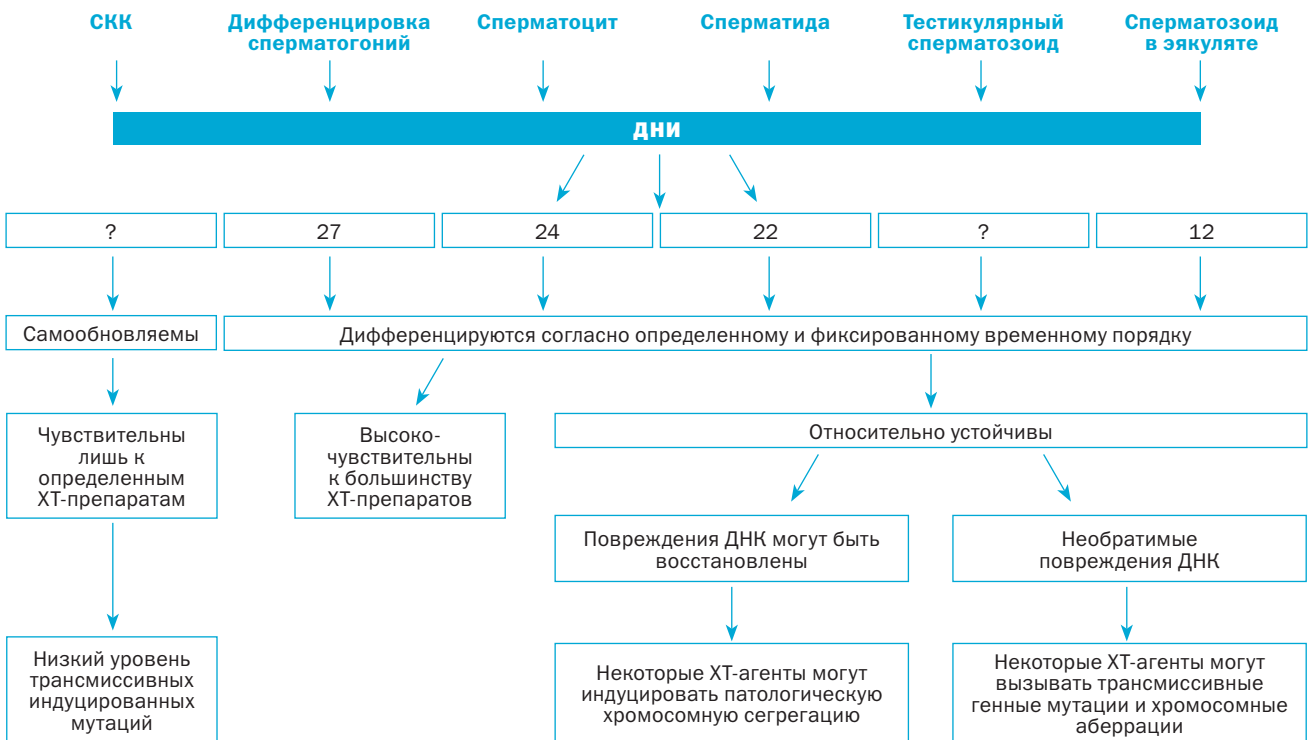 СКК
Дифференцировка
сперматогоний
Сперматоцит
Сперматида
Тестикулярный
сперматозоид
Сперматозоид
в эякуляте
дни
?
27
24
22
?
12
Самообновляемы
Дифференцируются согласно определенному и фиксированному временному порядку
Чувствительны
лишь к
определенным
ХТ-препаратам
Высоко-
чувствительны
к большинству
ХТ-препаратов
Относительно устойчивы
Повреждения ДНК могут быть
восстановлены
Необратимые
повреждения ДНК
Низкий уровень
трансмиссивных
индуцированных
мутаций
Некоторые ХТ-агенты могут
индуцировать патологическую
хромосомную сегрегацию
Некоторые ХТ-агенты могут
вызывать трансмиссивные
генные мутации и хромосомные
аберрации